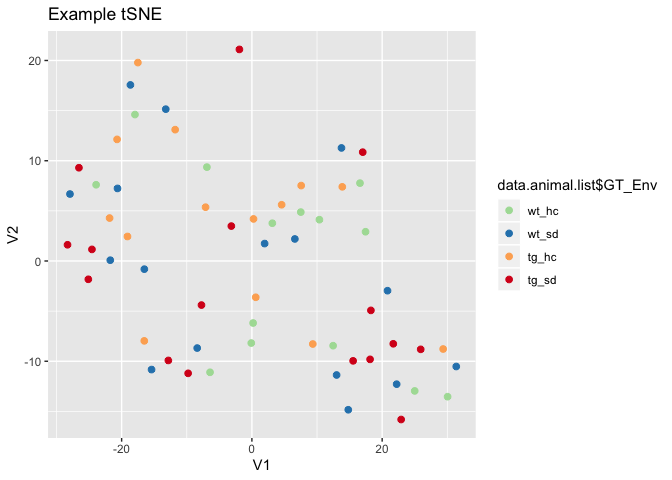 Example tSNE
20
10
0
-10
V2
-20
0
20
V1
data.animal.list$GT_Env
wt_hc
wt_sd
tg_hc
tg_sd